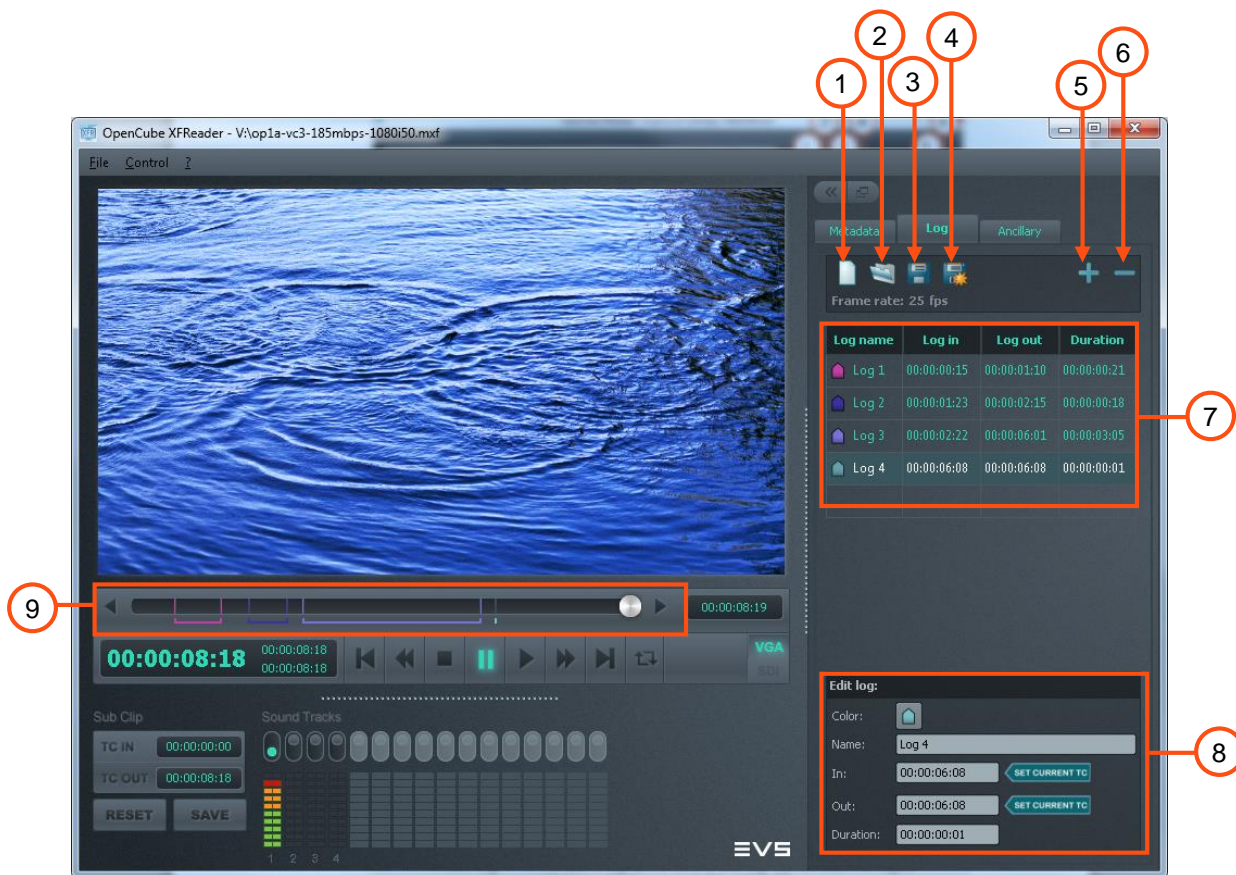 2 4 6
1 3 5
OpenCube XFReader - V:\op1a-vc3-185mbps-1080i50.mxf
File Control ?
Metadata Log Ancillary
Frame rate: 25 fps
Log name Log in Log out Duration
Log 1 00:00:00:15 00:00:01:10 00:00:00:21
Log 2 00:00:01:23 00:00:02:15 00:00:00:18
Log 3 00:00:02:22 00:00:06:01 00:00:03:05
Log 4 00:00:06:08 00:00:06:08 00:00:00:01
7
9
00:00:08:19
00:00:08:18 00:00:08:18
00:00:08:18
VGA
SDI
Sub Clip Sound Tracks
TC IN 00:00:00:00
TC OUT 00:00:08:18
RESET SAVE
1 2 3 4
EVS
Edit log:
Color:
Name: Log 4
In: 00:00:06:08 SET CURRENT TC
Out: 00:00:06:08 SET CURRENT TC
Duration: 00:00:00:01
8